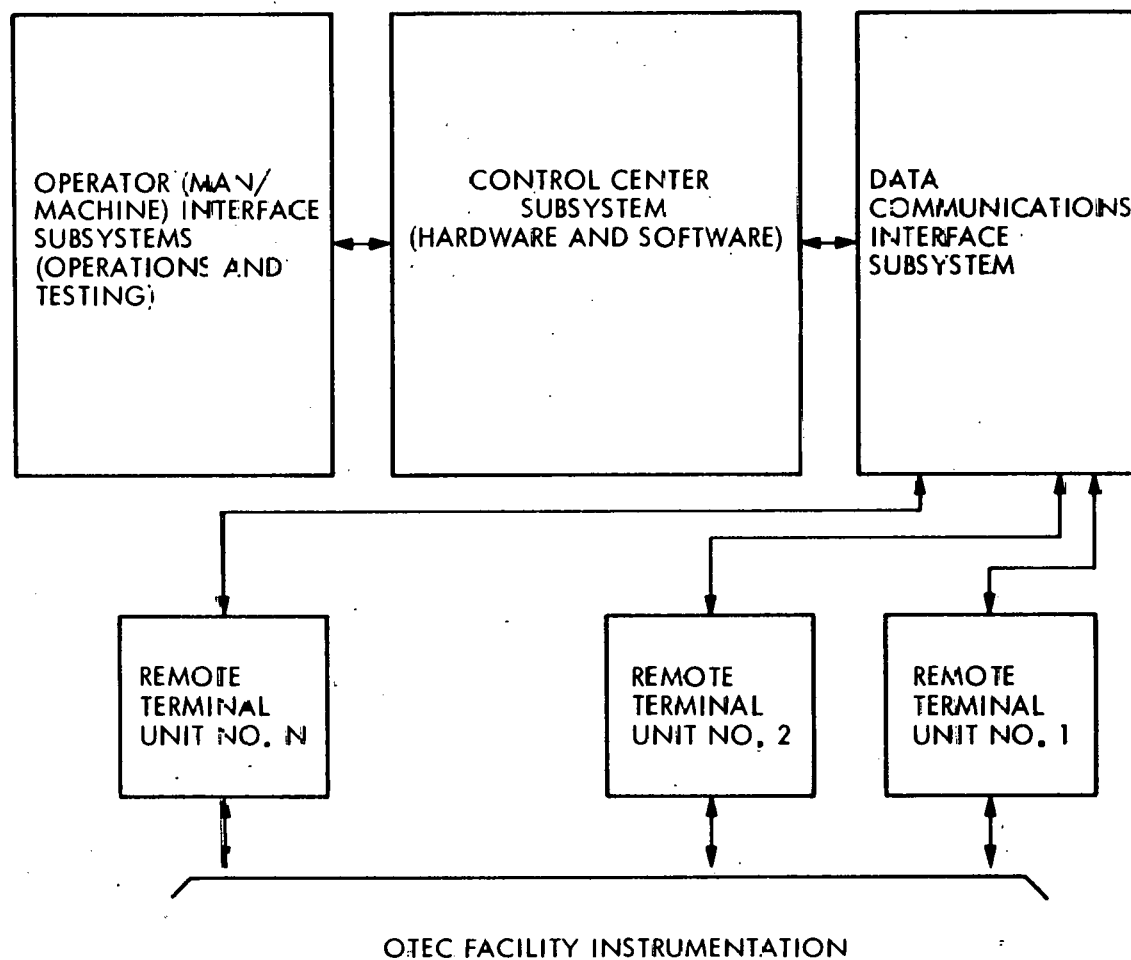 OPERATOR (MAN/
MACHINE) INTERFACE
SUBSYSTEMS
(OPERATIONS AND
TESTING)
CONTROL CENTER
SUBSYSTEM
(HARDWARE AND SOFTWARE)
DATA
COMMUNICATIONS
INTERFACE
SUBSYSTEM
REMOTE
TERMINAL
UNIT NO. N
REMOTE
TERMINAL
UNIT NO. 2
REMOTE
TERMINAL
UNIT NO. 1
OTEC FACILITY INSTRUMENTATION